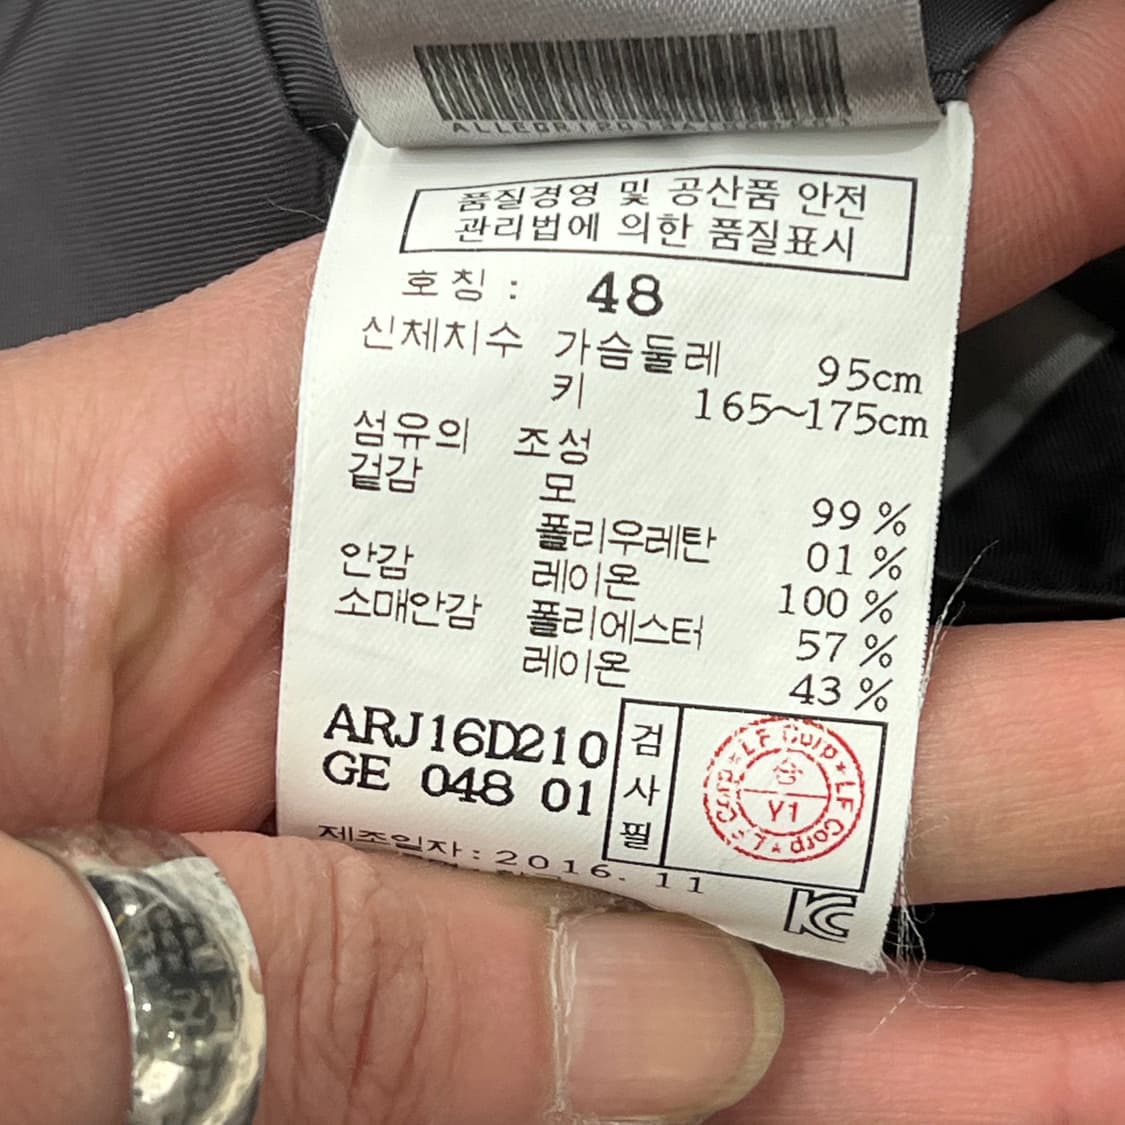 품질경영 및 공산품 안전
관리법에 의한 품질표시
호칭 : 48
신체치수 가슴둘레 95cm
키 165~175cm
섬유의 조성
겉감 모 99 %
폴리우레탄 01 %
안감 레이온 100 %
소매안감 폴리에스터 57 %
레이온 43 %
ARJ16D210
GE 048 01
검사필
LF Corp★LF Corp★LF Corp★
合
Y1
제조일자 : 2016. 11
KC